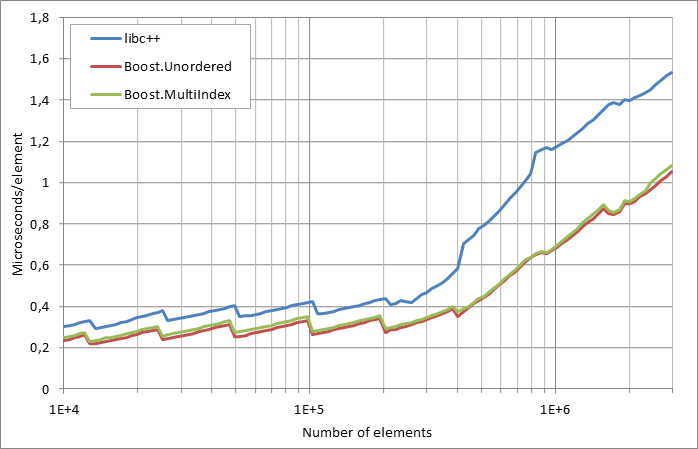 1,8
1,6
1,4
1,2
1
0,8
0,6
0,4
0,2
0
libc++
Boost.Unordered
Boost.MultiIndex
Microseconds/element
1E+4 1E+5 1E+6
Number of elements